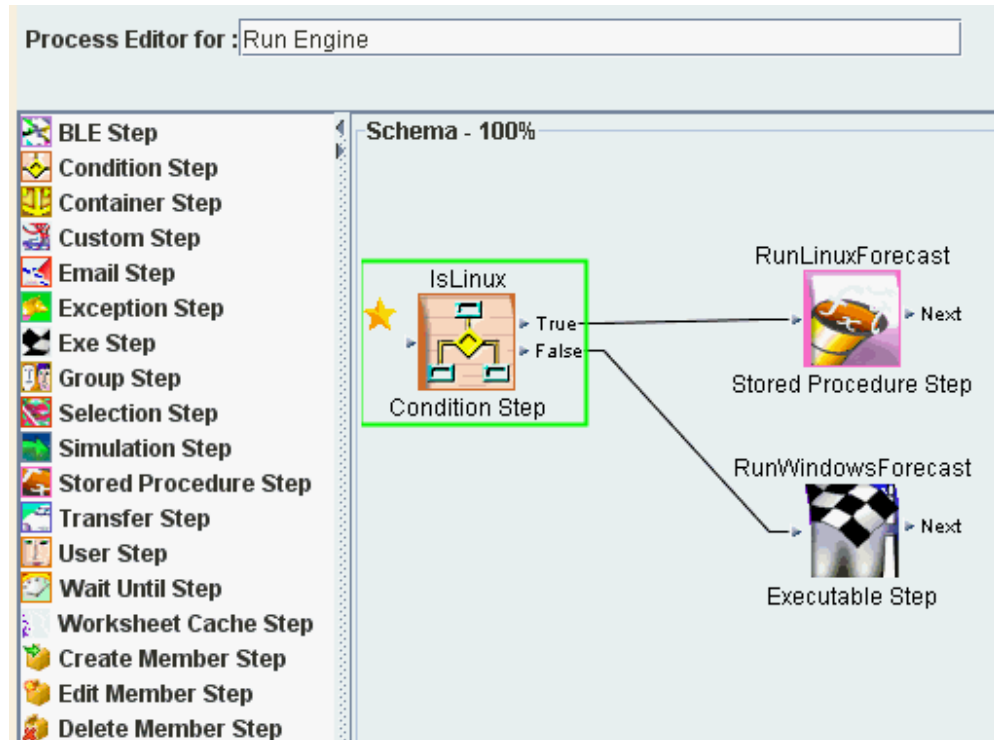 Process Editor for : Run Engine
BLE Step
Condition Step
Container Step
Custom Step
Email Step
Exception Step
Exe Step
Group Step
Selection Step
Simulation Step
Stored Procedure Step
Transfer Step
User Step
Wait Until Step
Worksheet Cache Step
Create Member Step
Edit Member Step
Delete Member Step
Schema - 100%
IsLinux
True
False
Condition Step
RunLinuxForecast
Next
Stored Procedure Step
RunWindowsForecast
Next
Executable Step